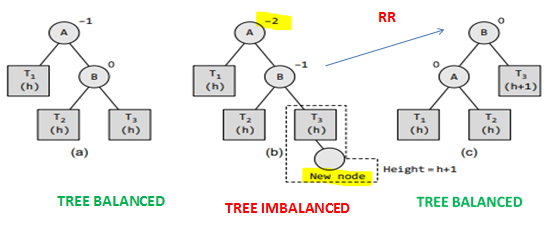 RR
A -1
B 0
T1 (h)
T2 (h)
T3 (h)
(a)
A -2
B -1
T1 (h)
T2 (h)
T3 (h)
(b)
New node
Height = h+1
B 0
A 0
T3 (h+1)
T1 (h)
T2 (h)
(c)
TREE BALANCED
TREE IMBALANCED
TREE BALANCED